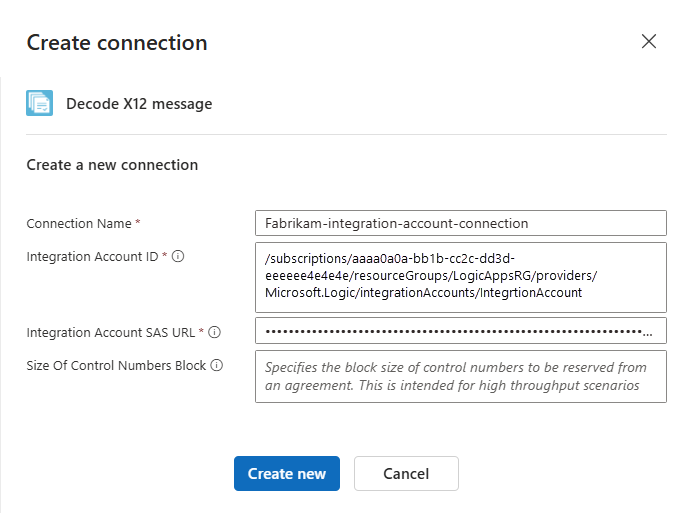 Create connection
Decode X12 message
Create a new connection
Connection Name *
Fabrikam-integration-account-connection
Integration Account ID *
/subscriptions/aaaa0a0a-bb1b-cc2c-dd3d-
eeeeee4e4e4e/resourceGroups/LogicAppsRG/providers/
Microsoft.Logic/integrationAccounts/IntegrtionAccount
Integration Account SAS URL *
••••••••••••••••••••••••••••••••••••••••••••••••••••••••••••••••...
Size Of Control Numbers Block
Specifies the block size of control numbers to be reserved from
an agreement. This is intended for high throughput scenarios
Create new
Cancel